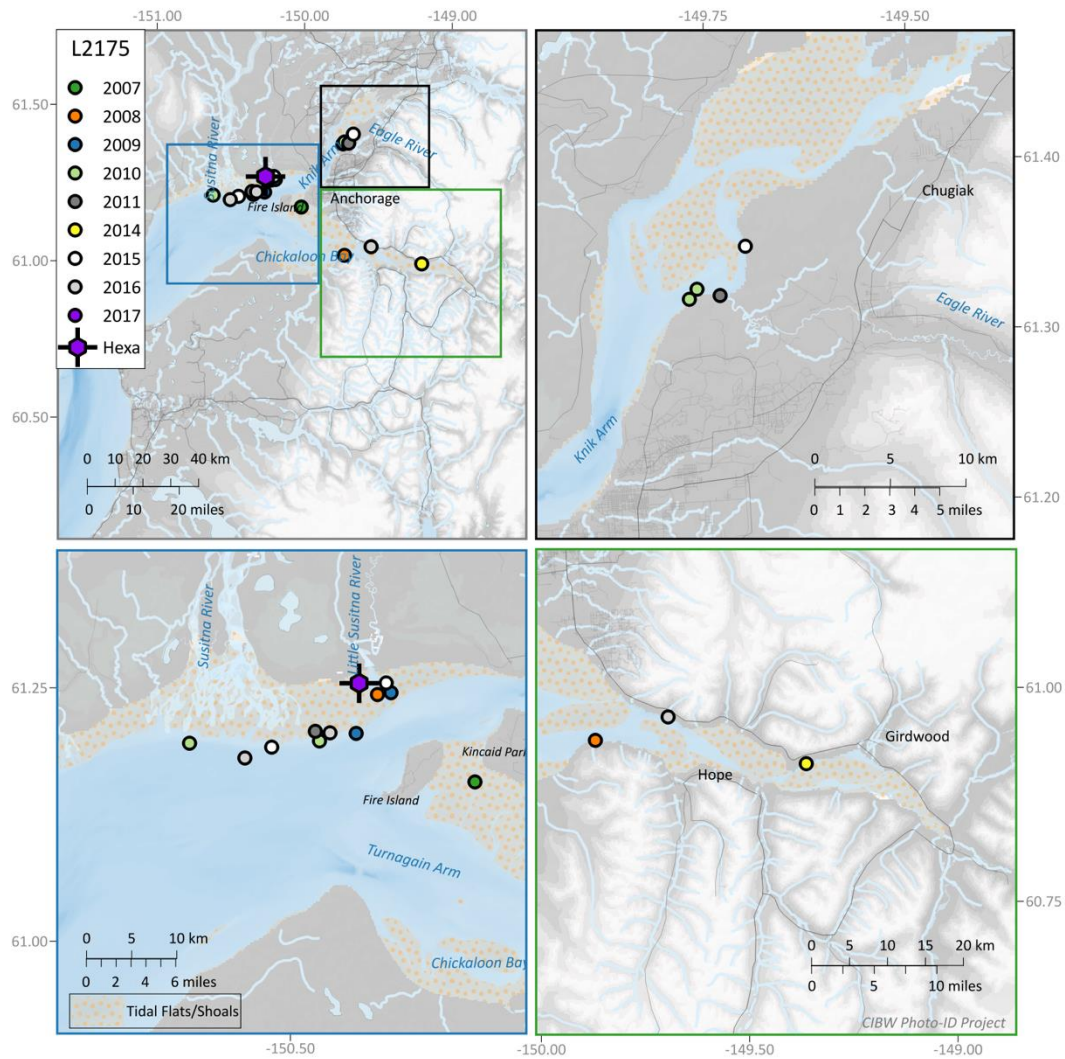 -151.00
-150.00
-149.00
-149.75
-149.50
L2175
2007
2008
2009
2010
2011
2014
2015
2016
2017
Hexa
61.50
61.00
60.50
Susitna River
Knik Arm
Eagle River
Fire Island
Anchorage
Chickaloon Bay
0 10 20 30 40 km
0 10 20 miles
61.40
61.30
61.20
Chugiak
Eagle River
Knik Arm
0 5 10 km
0 1 2 3 4 5 miles
Susitna River
Little Susitna River
61.25
61.00
Kincaid Park
Fire Island
Turnagain Arm
Chickaloon Bay
0 5 10 km
0 2 4 6 miles
Tidal Flats/Shoals
-150.50
61.00
60.75
Girdwood
Hope
0 5 10 15 20 km
0 5 10 miles
CIBW Photo-ID Project
-150.00
-149.50
-149.00